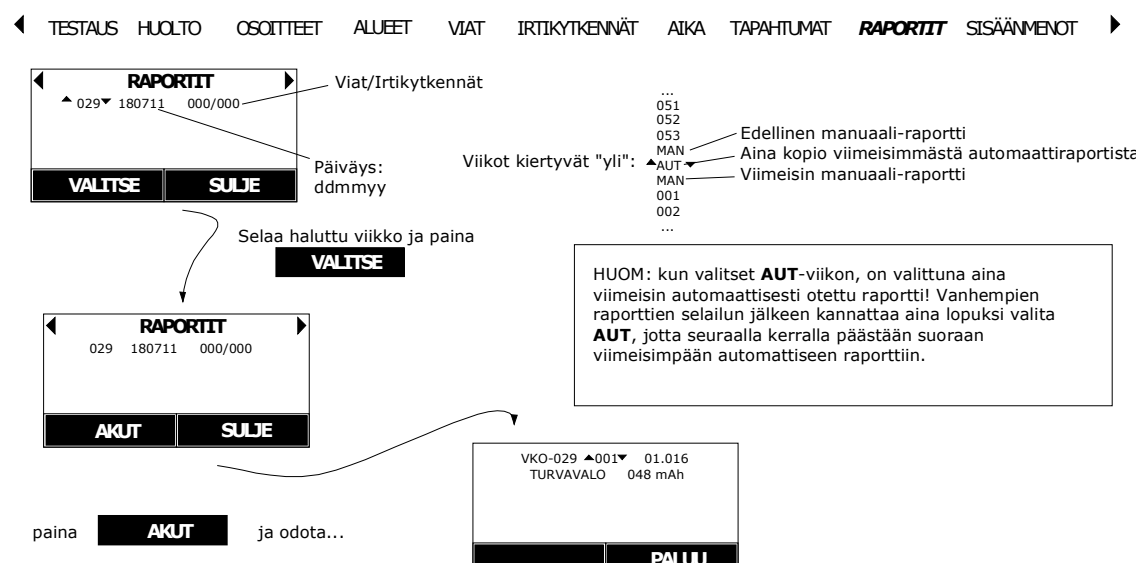 TESTAUS HUOLTO OSOITTEET ALUEET VIAT IRTIKYTKENNÄT AIKA TAPAHTUMAT RAPORTIT SISÄÄNMENOT
RAPORTIT
029 180711 000/000
VALITSE SULJE
Viat/Irtikytkennät
Päiväys:
ddmmyy
Viikot kiertyvät "yli":
...
051
052
053
MAN
AUT
MAN
001
002
...
Edellinen manuaali-raportti
Aina kopio viimeisimmästä automaattiraportista
Viimeisin manuaali-raportti
Selaa haluttu viikko ja paina
VALITSE
HUOM: kun valitset AUT-viikon, on valittuna aina
viimeisin automaattisesti otettu raportti! Vanhempien
raporttien selailun jälkeen kannattaa aina lopuksi valita
AUT, jotta seuraalla kerralla päästään suoraan
viimeisimpään automattiseen raporttiin.
RAPORTIT
029 180711 000/000
AKUT SULJE
VKO-029 001 01.016
TURVAVALO 048 mAh
PALUU
paina AKUT ja odota...